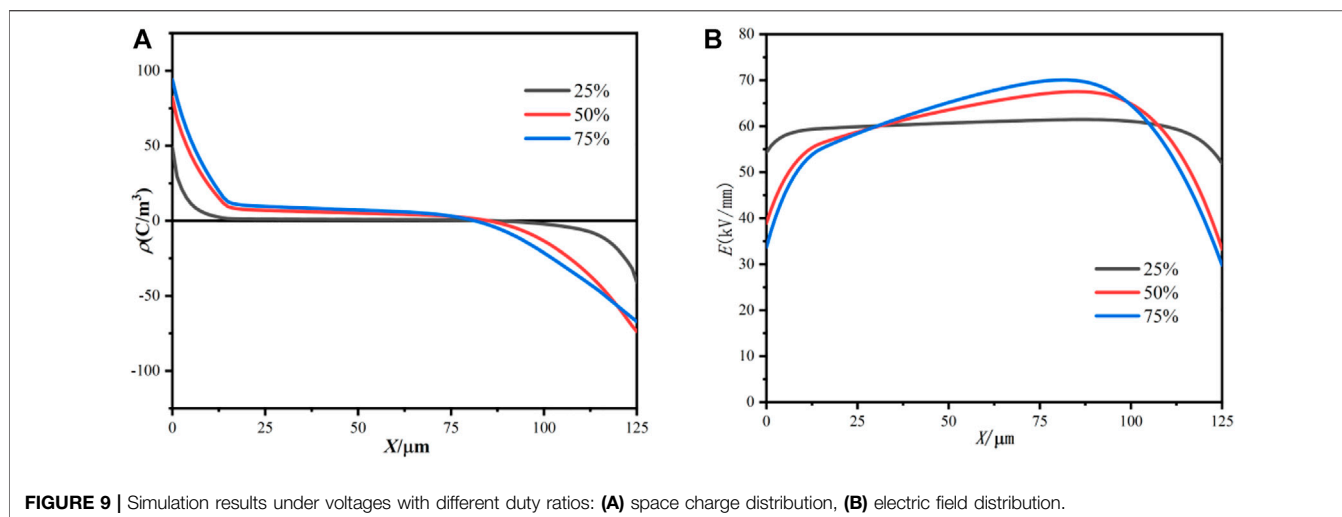 A
ρ(C/m³)
100
50
0
-50
-100
25%
50%
75%
0 25 50 75 100 125
X/μm
B
E(kV/mm)
80
70
60
50
40
30
20
10
0
25%
50%
75%
0 25 50 75 100 125
X/μm
FIGURE 9 | Simulation results under voltages with different duty ratios: (A) space charge distribution, (B) electric field distribution.